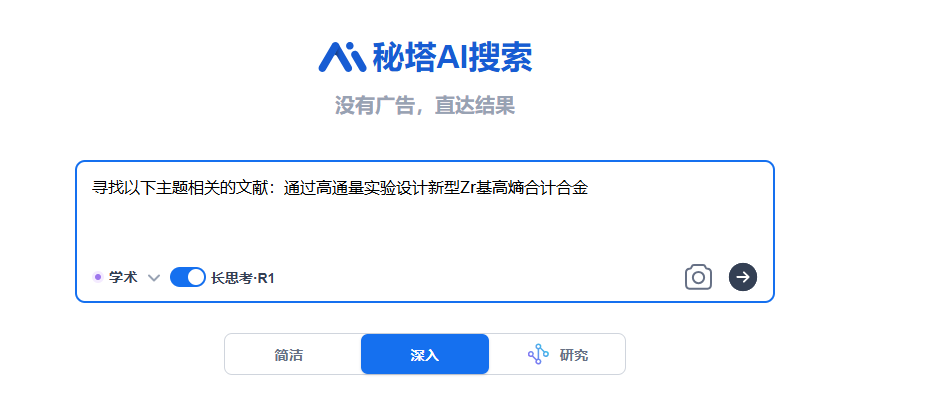 秘塔AI搜索
没有广告，直达结果
寻找以下主题相关的文献：通过高通量实验设计新型Zr基高熵合计合金
学术 长思考·R1
简洁 深入 研究